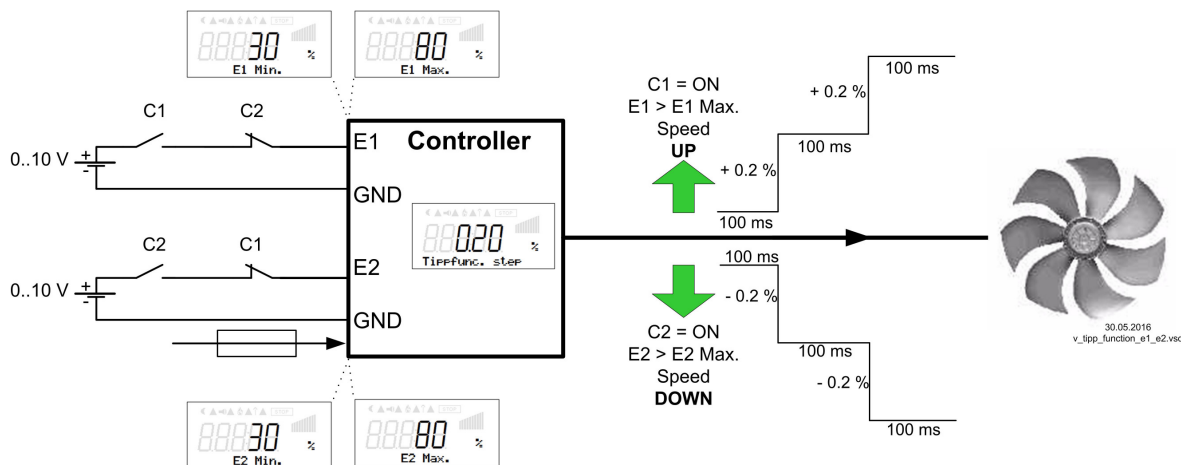 30 %
E1 Min.
80 %
E1 Max.
C1
C2
0..10 V
+
-
E1
Controller
GND
0.20 %
Tippfunc. step
C2
C1
0..10 V
+
-
E2
GND
30 %
E2 Min.
80 %
E2 Max.
C1 = ON
E1 > E1 Max.
Speed
UP
100 ms
+ 0.2 %
100 ms
+ 0.2 %
100 ms
100 ms
- 0.2 %
100 ms
- 0.2 %
100 ms
C2 = ON
E2 > E2 Max.
Speed
DOWN
30.05.2016
v_tipp_function_e1_e2.vsd